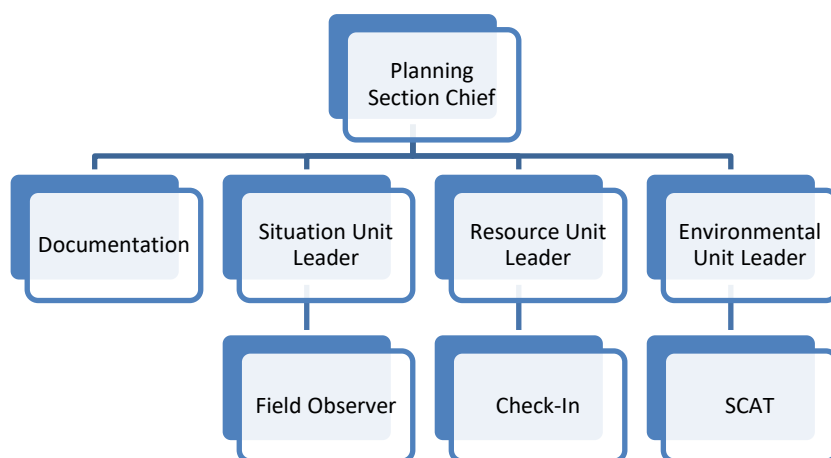 Planning
Section Chief
Documentation
Situation Unit
Leader
Resource Unit
Leader
Environmental
Unit Leader
Field Observer
Check-In
SCAT